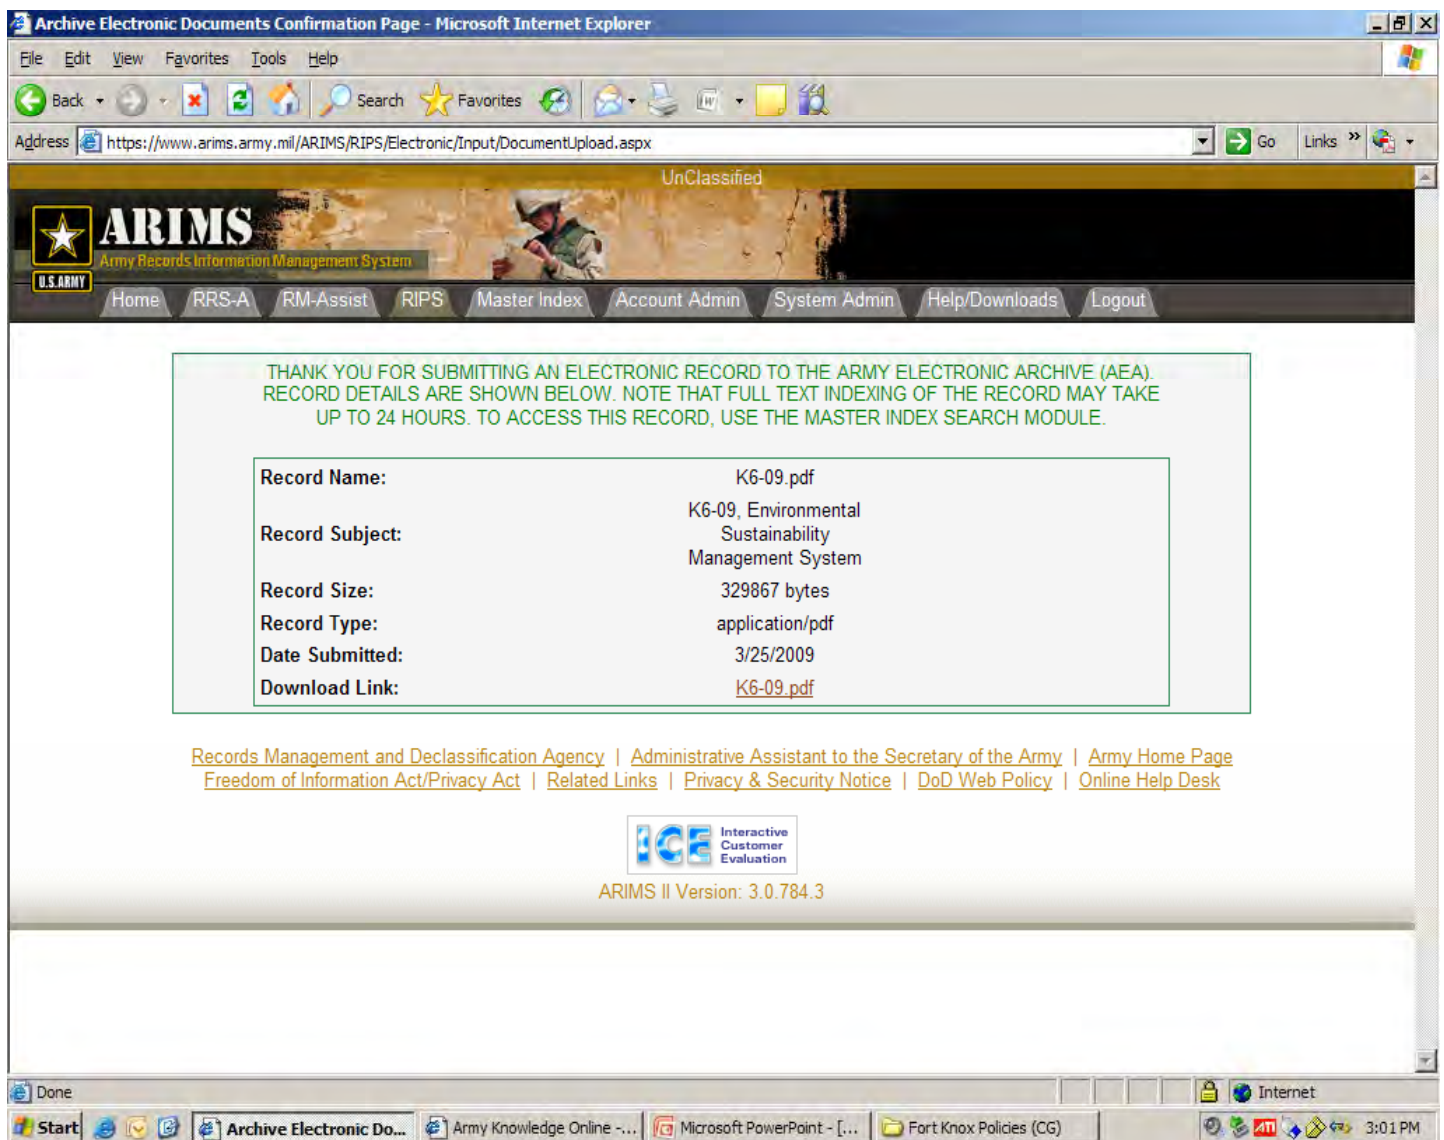 Archive Electronic Documents Confirmation Page - Microsoft Internet Explorer
File Edit View Favorites Tools Help
Back Search Favorites
Address https://www.arims.army.mil/ARIMS/RIPS/Electronic/Input/DocumentUpload.aspx Go Links »
UnClassified
ARIMS
Army Records Information Management System
U.S.ARMY
Home RRS-A RM-Assist RIPS Master Index Account Admin System Admin Help/Downloads Logout
THANK YOU FOR SUBMITTING AN ELECTRONIC RECORD TO THE ARMY ELECTRONIC ARCHIVE (AEA).
RECORD DETAILS ARE SHOWN BELOW. NOTE THAT FULL TEXT INDEXING OF THE RECORD MAY TAKE
UP TO 24 HOURS. TO ACCESS THIS RECORD, USE THE MASTER INDEX SEARCH MODULE.
Record Name: K6-09.pdf
Record Subject: K6-09, Environmental
Sustainability
Management System
Record Size: 329867 bytes
Record Type: application/pdf
Date Submitted: 3/25/2009
Download Link: K6-09.pdf
Records Management and Declassification Agency | Administrative Assistant to the Secretary of the Army | Army Home Page
Freedom of Information Act/Privacy Act | Related Links | Privacy & Security Notice | DoD Web Policy | Online Help Desk
ICE Interactive
Customer
Evaluation
ARIMS II Version: 3.0.784.3
Done Internet
Start Archive Electronic Do... Army Knowledge Online -... Microsoft PowerPoint - [... Fort Knox Policies (CG) ATI 3:01 PM